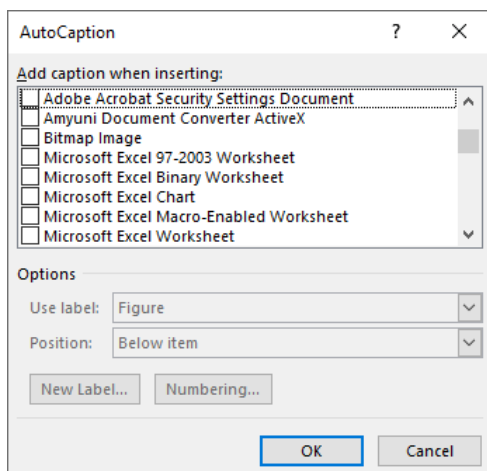 AutoCaption
Add caption when inserting:
Adobe Acrobat Security Settings Document
Amyuni Document Converter ActiveX
Bitmap Image
Microsoft Excel 97-2003 Worksheet
Microsoft Excel Binary Worksheet
Microsoft Excel Chart
Microsoft Excel Macro-Enabled Worksheet
Microsoft Excel Worksheet
Options
Use label: Figure
Position: Below item
New Label... Numbering...
OK Cancel